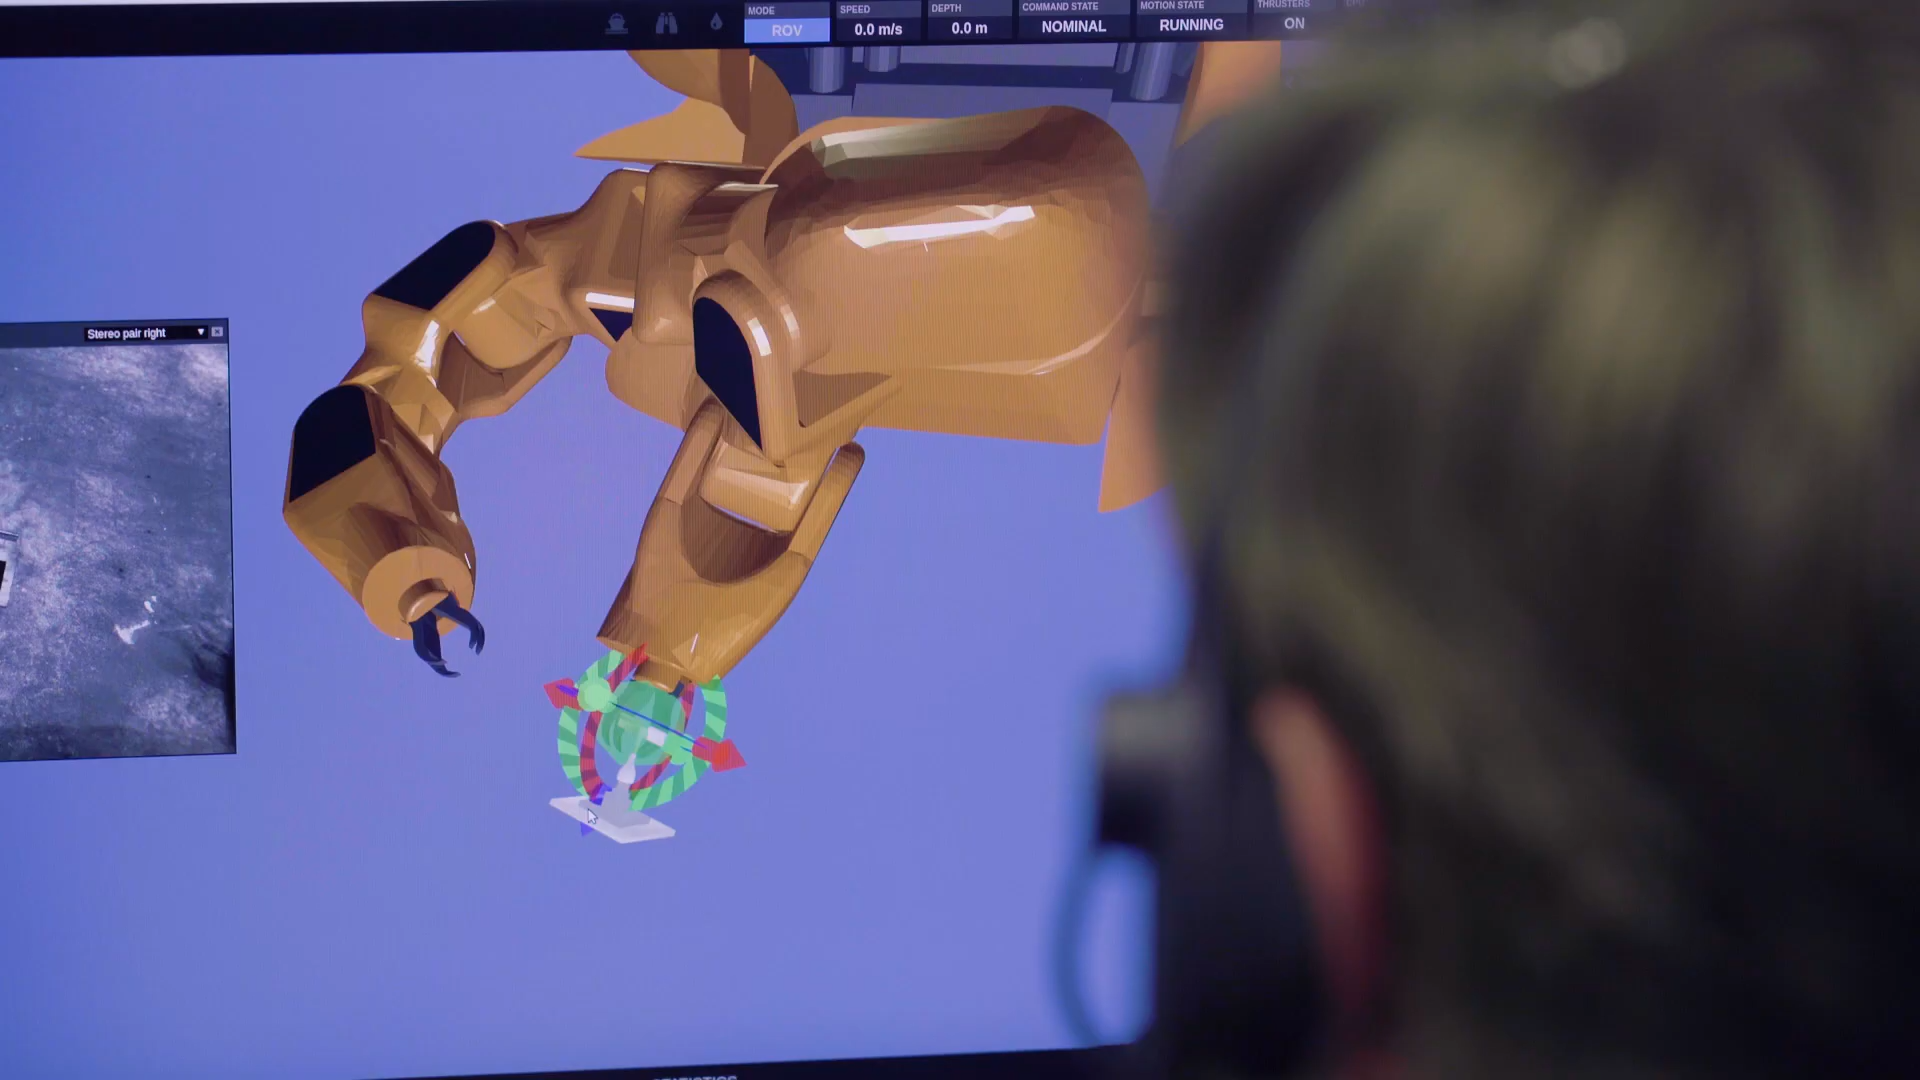 MODE
ROV
SPEED
0.0 m/s
DEPTH
0.0 m
COMMAND STATE
NOMINAL
MOTION STATE
RUNNING
THRUSTERS
ON
Stereo pair right
STATISTICS